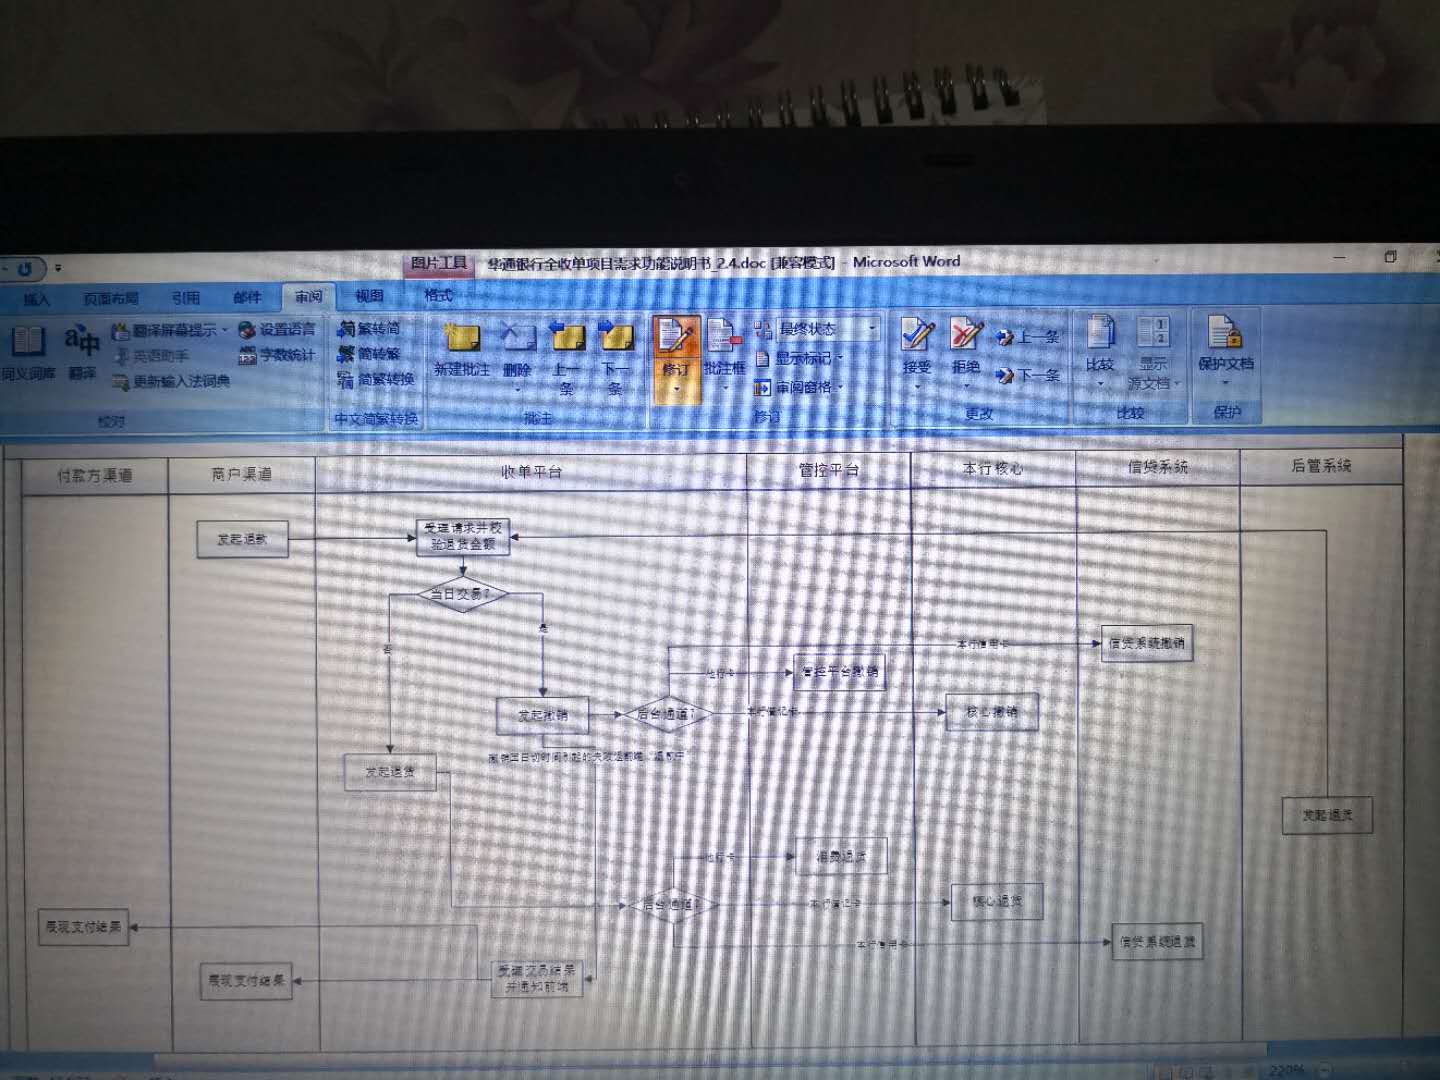 图片工具
华通银行全收单项目需求功能说明书_2.4.doc [兼容模式] - Microsoft Word
插入 页面布局 引用 邮件 审阅 视图 格式
翻译屏幕提示 设置语言 繁转简
英语助手 字数统计 简转繁
更新输入法词典 简繁转换
同义词库 翻译
新建批注 删除 上一条 下一条
修订 批注框
最终状态
显示标记
审阅窗格
接受 拒绝 上一条
下一条
比较 显示源文档 保护文档
校对 中文简繁转换 批注 修订 更改 比较 保护
付款方渠道 商户渠道 收单平台 管控平台 本行核心 信贷系统 后管系统
发起退款
受理请求并校
验退货金额
当日交易?
否
是
本行信用卡
信贷系统撤销
他行卡
管控平台撤销
发起撤销
后台通道?
本行借记卡
核心撤销
发起退货
发起退货
他行卡
消费退货
后台通道?
本行借记卡
核心退货
展现支付结果
本行信用卡
信贷系统退货
展现支付结果
受理交易结果
并通知前端
220%